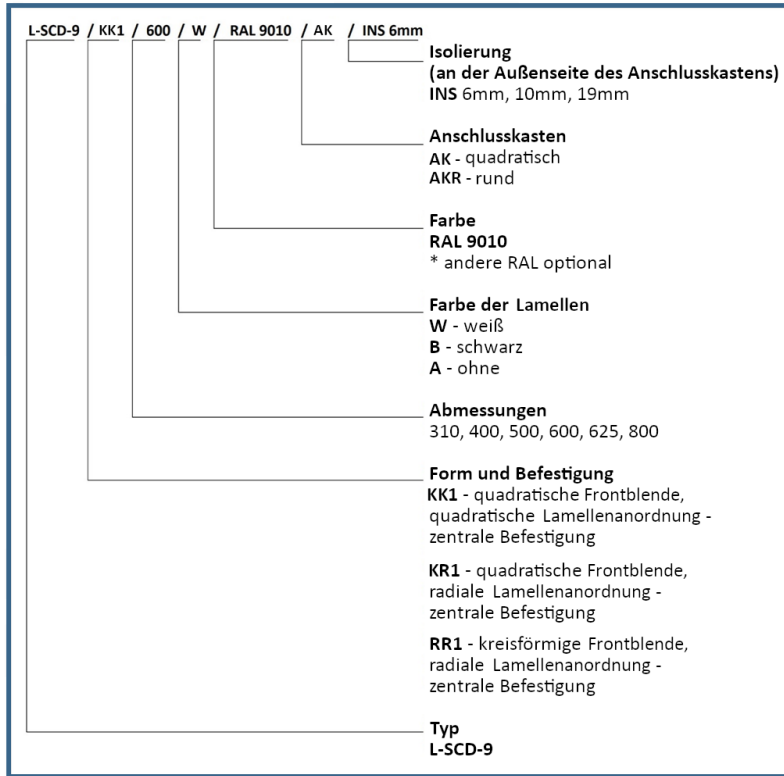 L-SCD-9 / KK1 / 600 / W / RAL 9010 / AK / INS 6mm
Isolierung
(an der Außenseite des Anschlusskastens)
INS 6mm, 10mm, 19mm
Anschlusskasten
AK - quadratisch
AKR - rund
Farbe
RAL 9010
* andere RAL optional
Farbe der Lamellen
W - weiß
B - schwarz
A - ohne
Abmessungen
310, 400, 500, 600, 625, 800
Form und Befestigung
KK1 - quadratische Frontblende,
quadratische Lamellenanordnung -
zentrale Befestigung
KR1 - quadratische Frontblende,
radiale Lamellenanordnung -
zentrale Befestigung
RR1 - kreisförmige Frontblende,
radiale Lamellenanordnung -
zentrale Befestigung
Typ
L-SCD-9